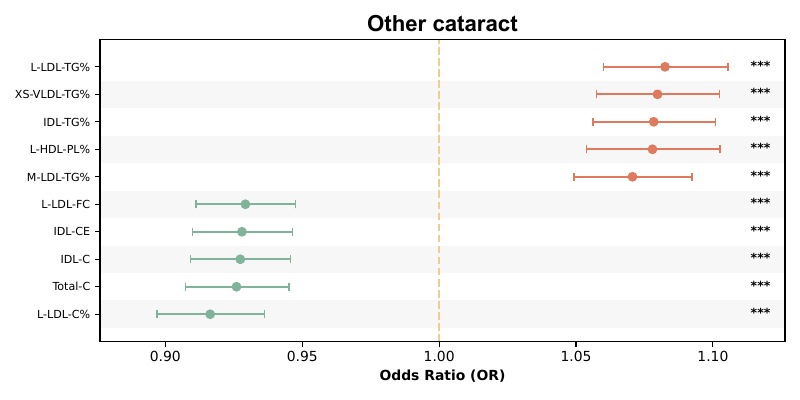 Other cataract
L-LDL-TG% ***
XS-VLDL-TG% ***
IDL-TG% ***
L-HDL-PL% ***
M-LDL-TG% ***
L-LDL-FC ***
IDL-CE ***
IDL-C ***
Total-C ***
L-LDL-C% ***
0.90 0.95 1.00 1.05 1.10
Odds Ratio (OR)